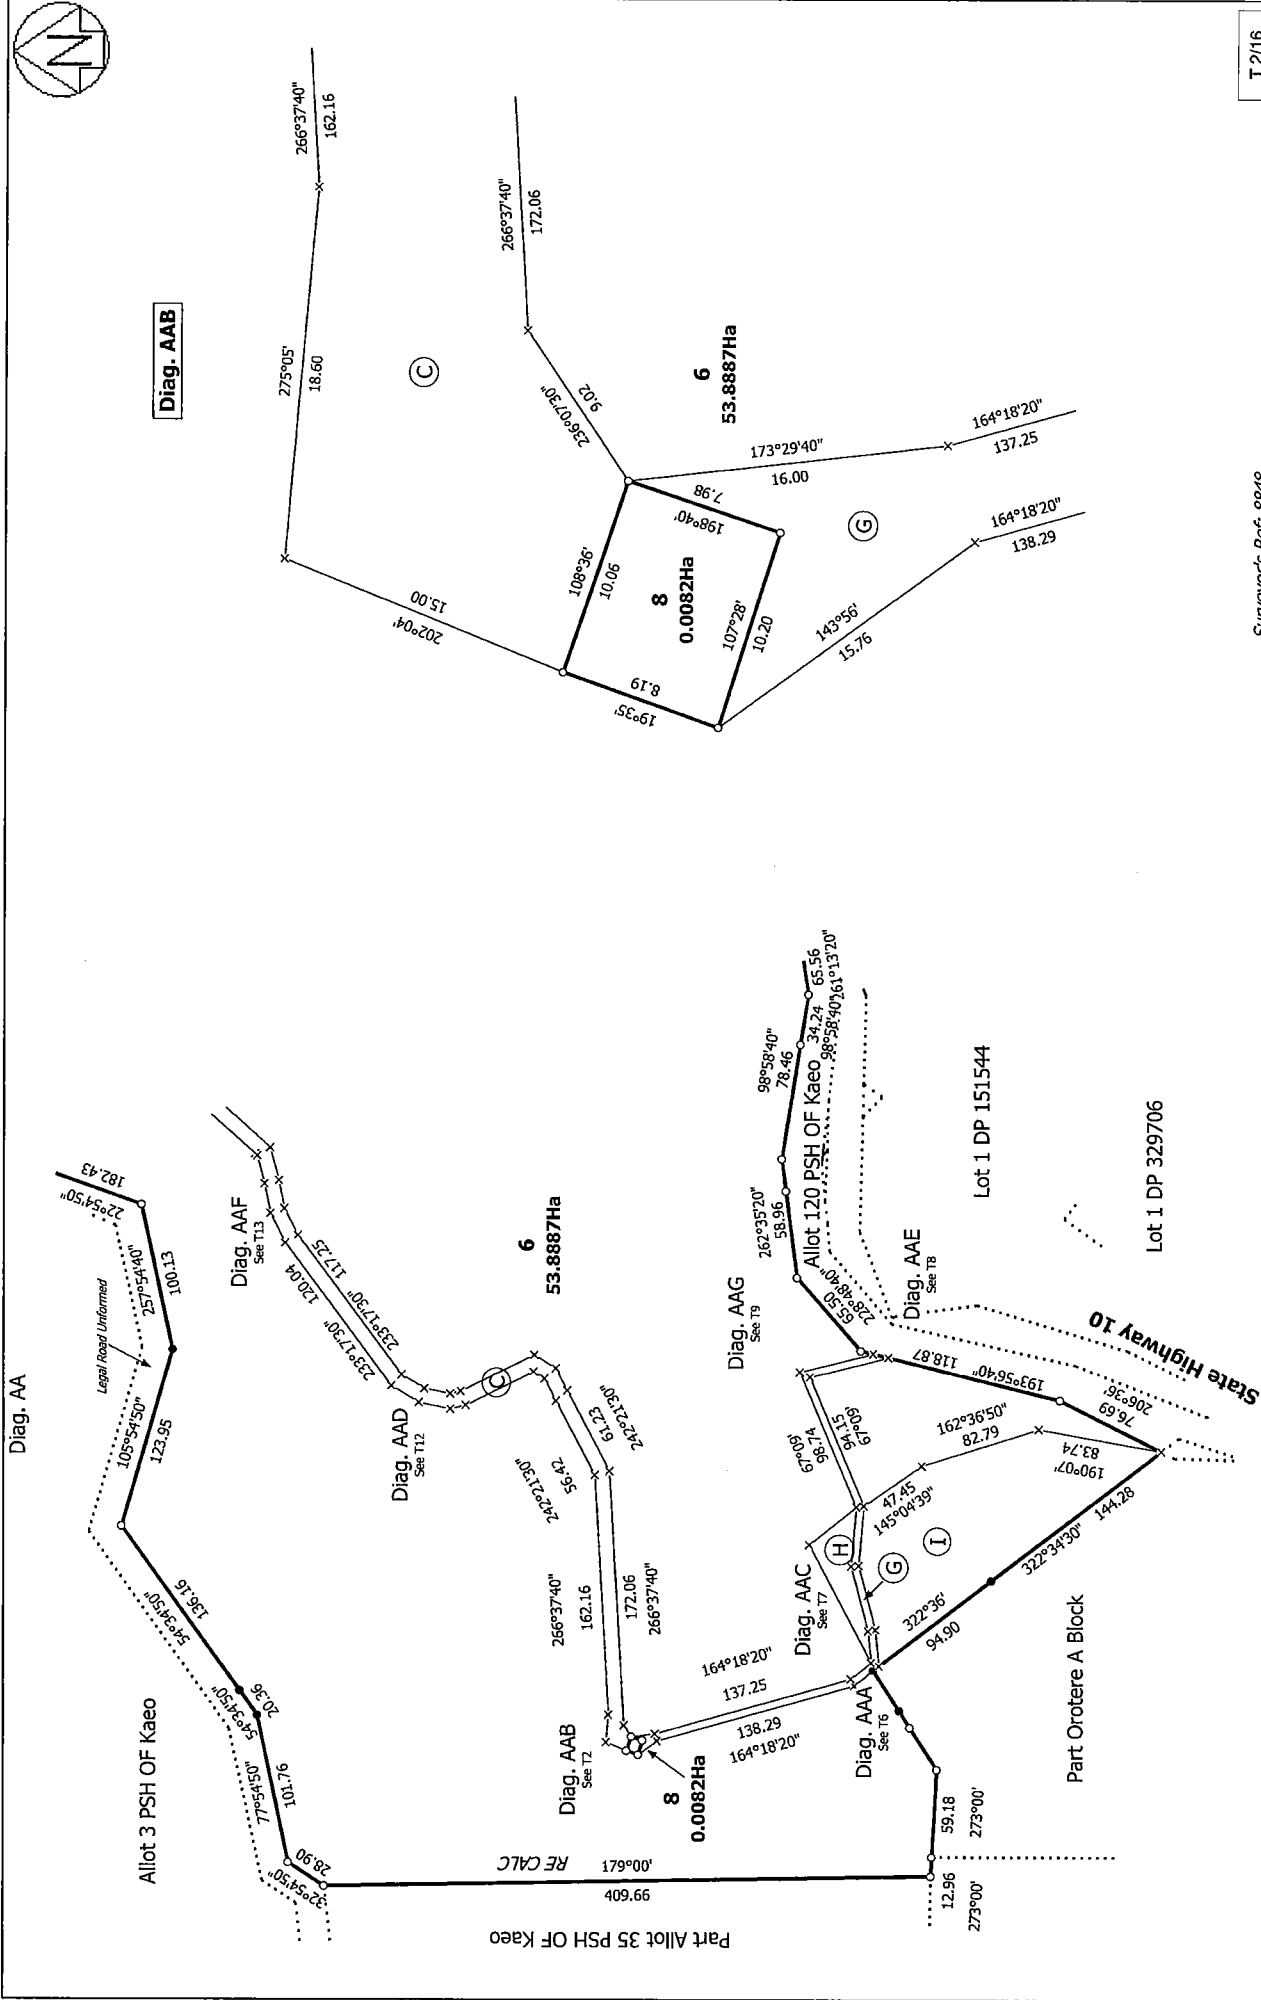 Diag. AA
Legal Road Unformed
22°54'50"
182.43
257°54'40"
100.13
105°54'50"
123.95
54°34'50"
136.16
54°34'50"
20.36
77°54'50"
101.76
32°54'50"
28.90
Allot 3 PSH OF Kaeo
Part Allot 35 PSH OF Kaeo
RE CALC
179°00'
409.66
12.96
273°00'
59.18
273°00'
Part Orotere A Block
Diag. AAF
See T13
120.04
233°17'30"
117.25
233°17'30"
Diag. AAD
See T12
C
6
53.8887Ha
242°21'30"
56.42
61.23
242°21'30"
266°37'40"
162.16
172.06
266°37'40"
Diag. AAB
See T2
8
0.0082Ha
164°18'20"
137.25
138.29
164°18'20"
Diag. AAA
See T6
Diag. AAC
See T7
H
G
I
67°09'
98.74
94.15
67°09'
47.45
145°04'39"
162°36'50"
82.79
83.74
190°07'
322°36'
94.90
322°34'30"
144.28
Diag. AAG
See T9
Diag. AAE
See T8
118.87
193°56'40"
76.69
206°36'
State Highway 10
65.50
228°48'40"
262°35'20"
58.96
98°58'40"
78.46
34.24
98°58'40"
65.56
261°13'20"
Allot 120 PSH OF Kaeo
Lot 1 DP 151544
Lot 1 DP 329706
N
Diag. AAB
266°37'40"
162.16
275°05'
18.60
C
266°37'40"
172.06
236°07'30"
9.02
202°04'
15.00
108°36'
10.06
198°40'
7.98
8
0.0082Ha
19°35'
8.19
107°28'
10.20
6
53.8887Ha
173°29'40"
16.00
164°18'20"
137.25
G
143°56'
15.76
164°18'20"
138.29
T 2/16